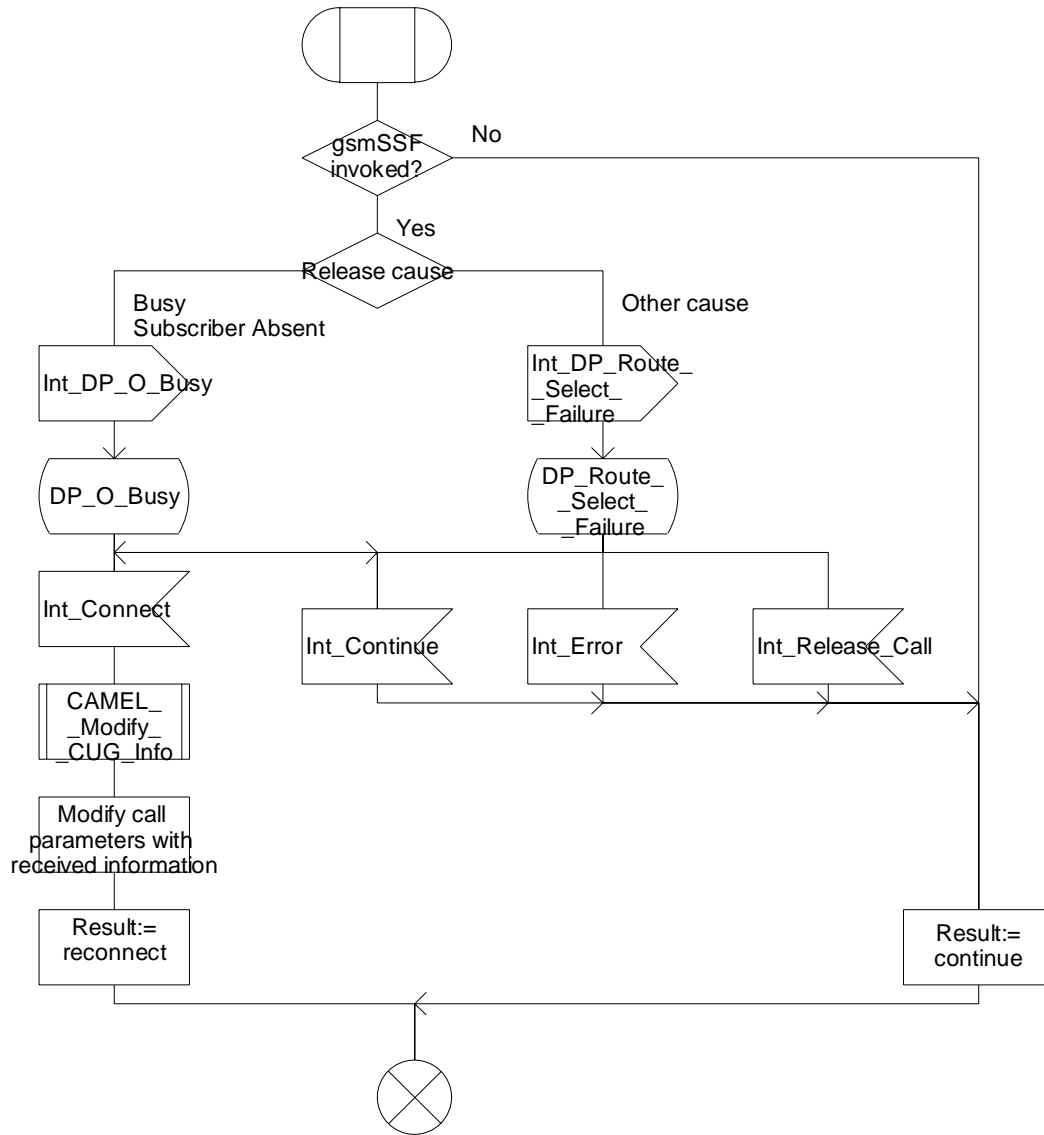 gsmSSF
invoked?
No
Yes
Release cause
Busy
Subscriber Absent
Other cause
Int_DP_O_Busy
Int_DP_Route_
_Select_
_Failure
DP_O_Busy
DP_Route_
_Select_
_Failure
Int_Connect
Int_Continue
Int_Error
Int_Release_Call
CAMEL_
_Modify_
_CUG_Info
Modify call
parameters with
received information
Result:=
reconnect
Result:=
continue